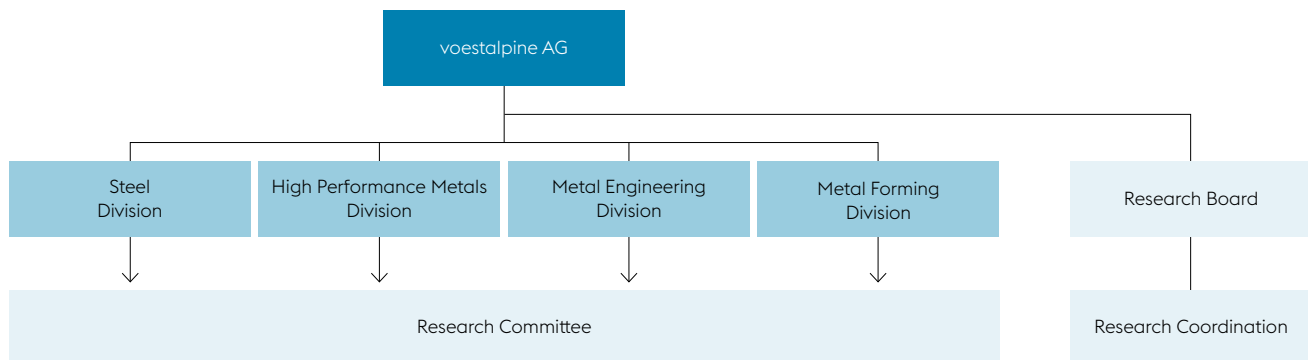 voestalpine AG
Steel
Division
High Performance Metals
Division
Metal Engineering
Division
Metal Forming
Division
Research Board
Research Committee
Research Coordination